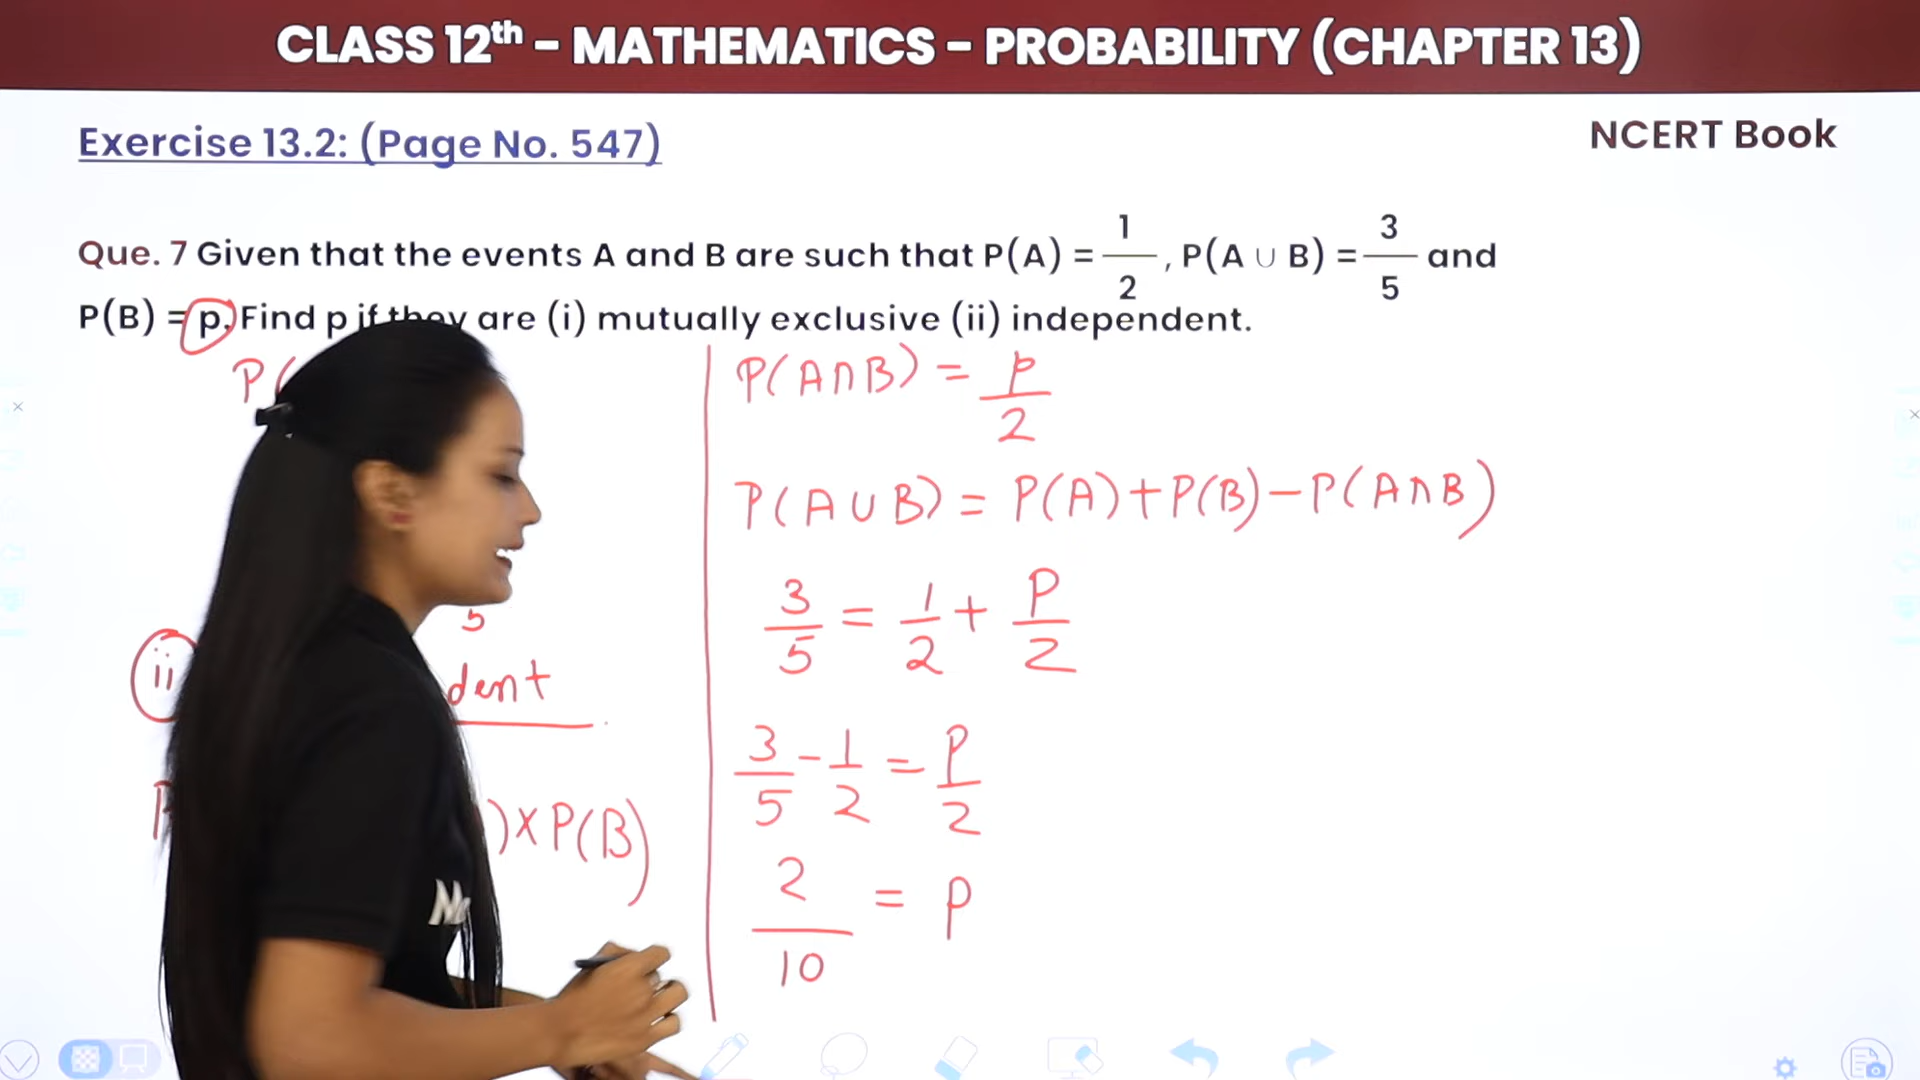 CLASS 12th - MATHEMATICS - PROBABILITY (CHAPTER 13)
Exercise 13.2: (Page No. 547)
NCERT Book
Que. 7 Given that the events A and B are such that P(A) = 1/2, P(A ∪ B) = 3/5 and
P(B) = p. Find p if they are (i) mutually exclusive (ii) independent.
P(
5
ii
dent
)×P(B)
P(A∩B) = p/2
P(A∪B) = P(A)+P(B)-P(A∩B)
3/5 = 1/2 + P/2
3/5 - 1/2 = P/2
2/10 = p